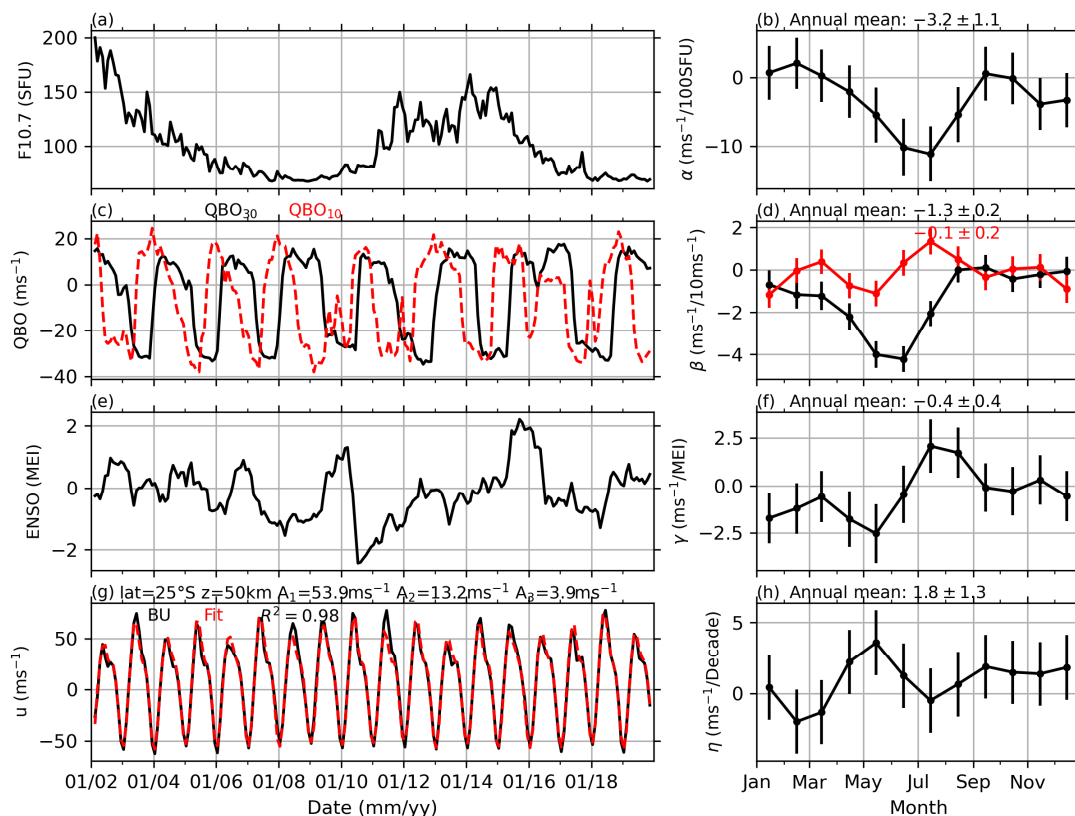 (a)
F10.7 (SFU)
200
150
100
(b) Annual mean: −3.2 ± 1.1
α (ms⁻¹/100SFU)
0
−10
(c) QBO₃₀ QBO₁₀
QBO (ms⁻¹)
20
0
−20
−40
(d) Annual mean: −1.3 ± 0.2
−0.1 ± 0.2
β (ms⁻¹/10ms⁻¹)
2
0
−2
−4
(e)
ENSO (MEI)
2
0
−2
(f) Annual mean: −0.4 ± 0.4
γ (ms⁻¹/MEI)
2.5
0.0
−2.5
(g) lat=25°S z=50km A₁=53.9ms⁻¹ A₂=13.2ms⁻¹ A₃=3.9ms⁻¹
BU Fit R² = 0.98
u (ms⁻¹)
50
0
−50
01/02 01/04 01/06 01/08 01/10 01/12 01/14 01/16 01/18
Date (mm/yy)
(h) Annual mean: 1.8 ± 1.3
η (ms⁻¹/Decade)
5
0
Jan Mar May Jul Sep Nov
Month